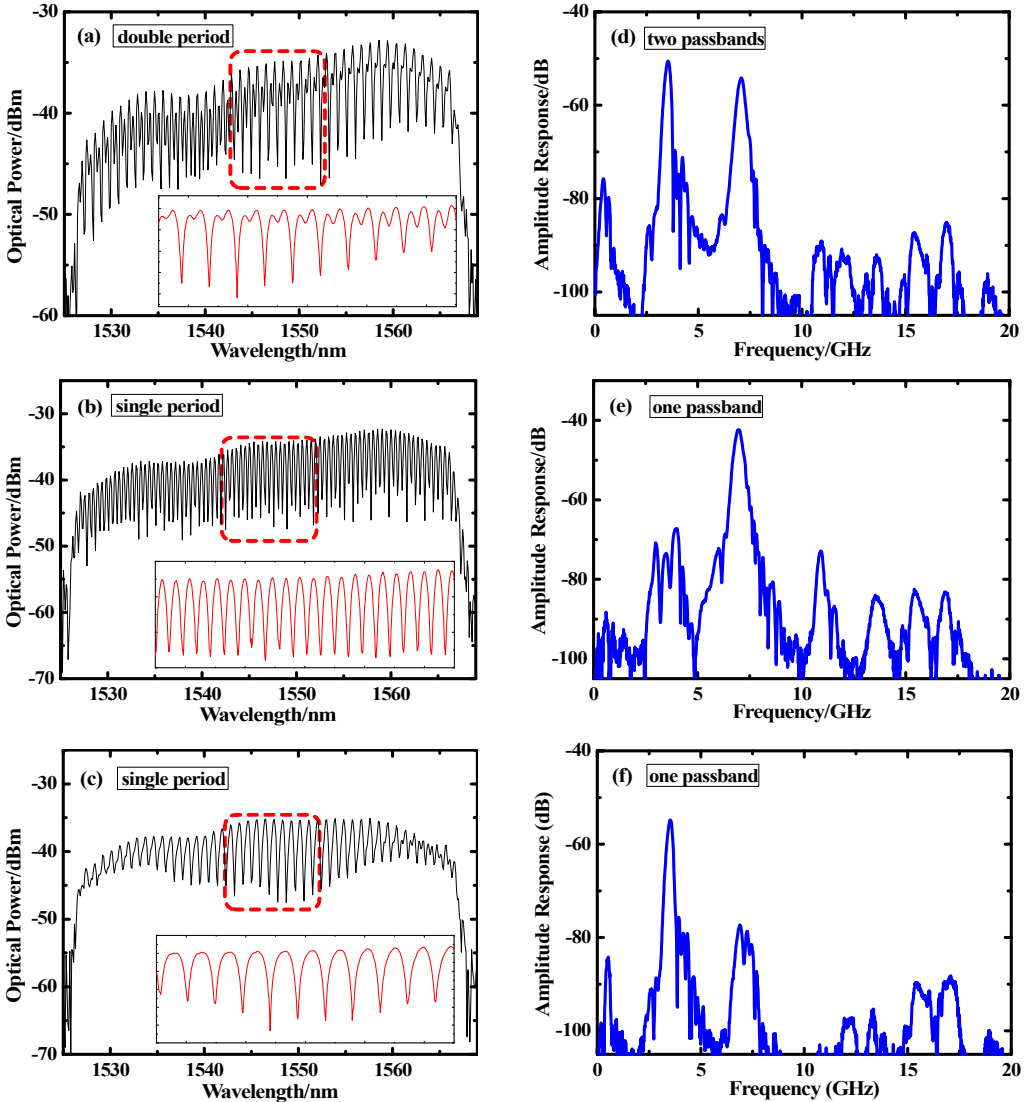 (a) double period
Optical Power/dBm
-30
-40
-50
-60
1530 1540 1550 1560
Wavelength/nm
(d) two passbands
Amplitude Response/dB
-40
-60
-80
-100
0 5 10 15 20
Frequency/GHz
(b) single period
Optical Power/dBm
-30
-40
-50
-60
-70
1530 1540 1550 1560
Wavelength/nm
(e) one passband
Amplitude Response/dB
-40
-60
-80
-100
0 5 10 15 20
Frequency/GHz
(c) single period
Optical Power/dBm
-30
-40
-50
-60
-70
1530 1540 1550 1560
Wavelength/nm
(f) one passband
Amplitude Response (dB)
-40
-60
-80
-100
0 5 10 15 20
Frequency (GHz)